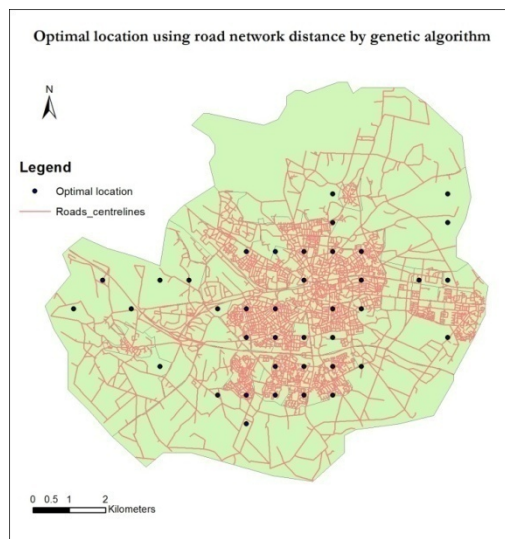 Optimal location using road network distance by genetic algorithm
N
Legend
Optimal location
Roads_centrelines
0 0.5 1 2
Kilometers